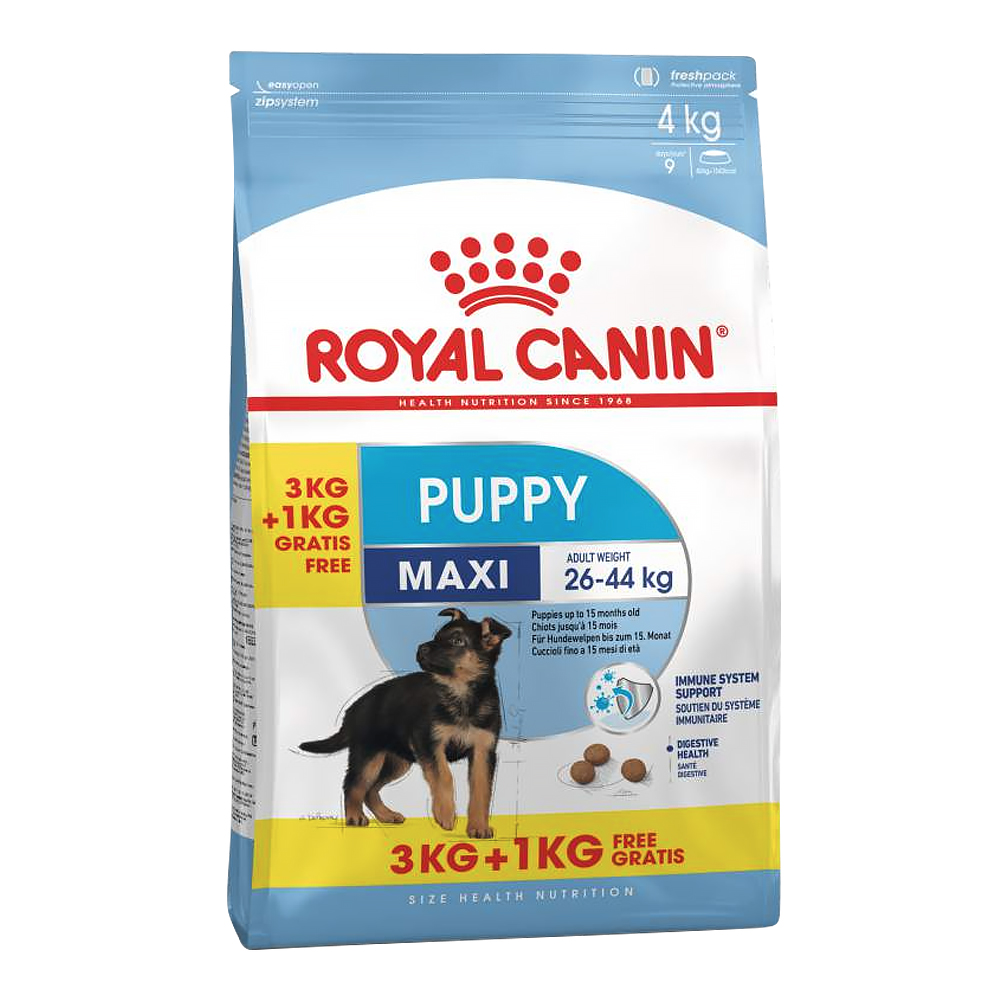 easyopen
zipsystem
freshpack
Protective atmosphere
4 kg
9
ROYAL CANIN®
HEALTH NUTRITION SINCE 1968
3KG
+1KG
GRATIS
FREE
PUPPY
MAXI
ADULT WEIGHT
26-44 kg
Puppies up to 15 months old
Chiots jusqu'à 15 mois
Für Hundewelpen bis zum 15. Monat
Cuccioli fino a 15 mesi di età
IMMUNE SYSTEM
SUPPORT
SOUTIEN DU SYSTÈME
IMMUNITAIRE
DIGESTIVE
HEALTH
SANTÉ
DIGESTIVE
3KG+1KG FREE
GRATIS
SIZE HEALTH NUTRITION